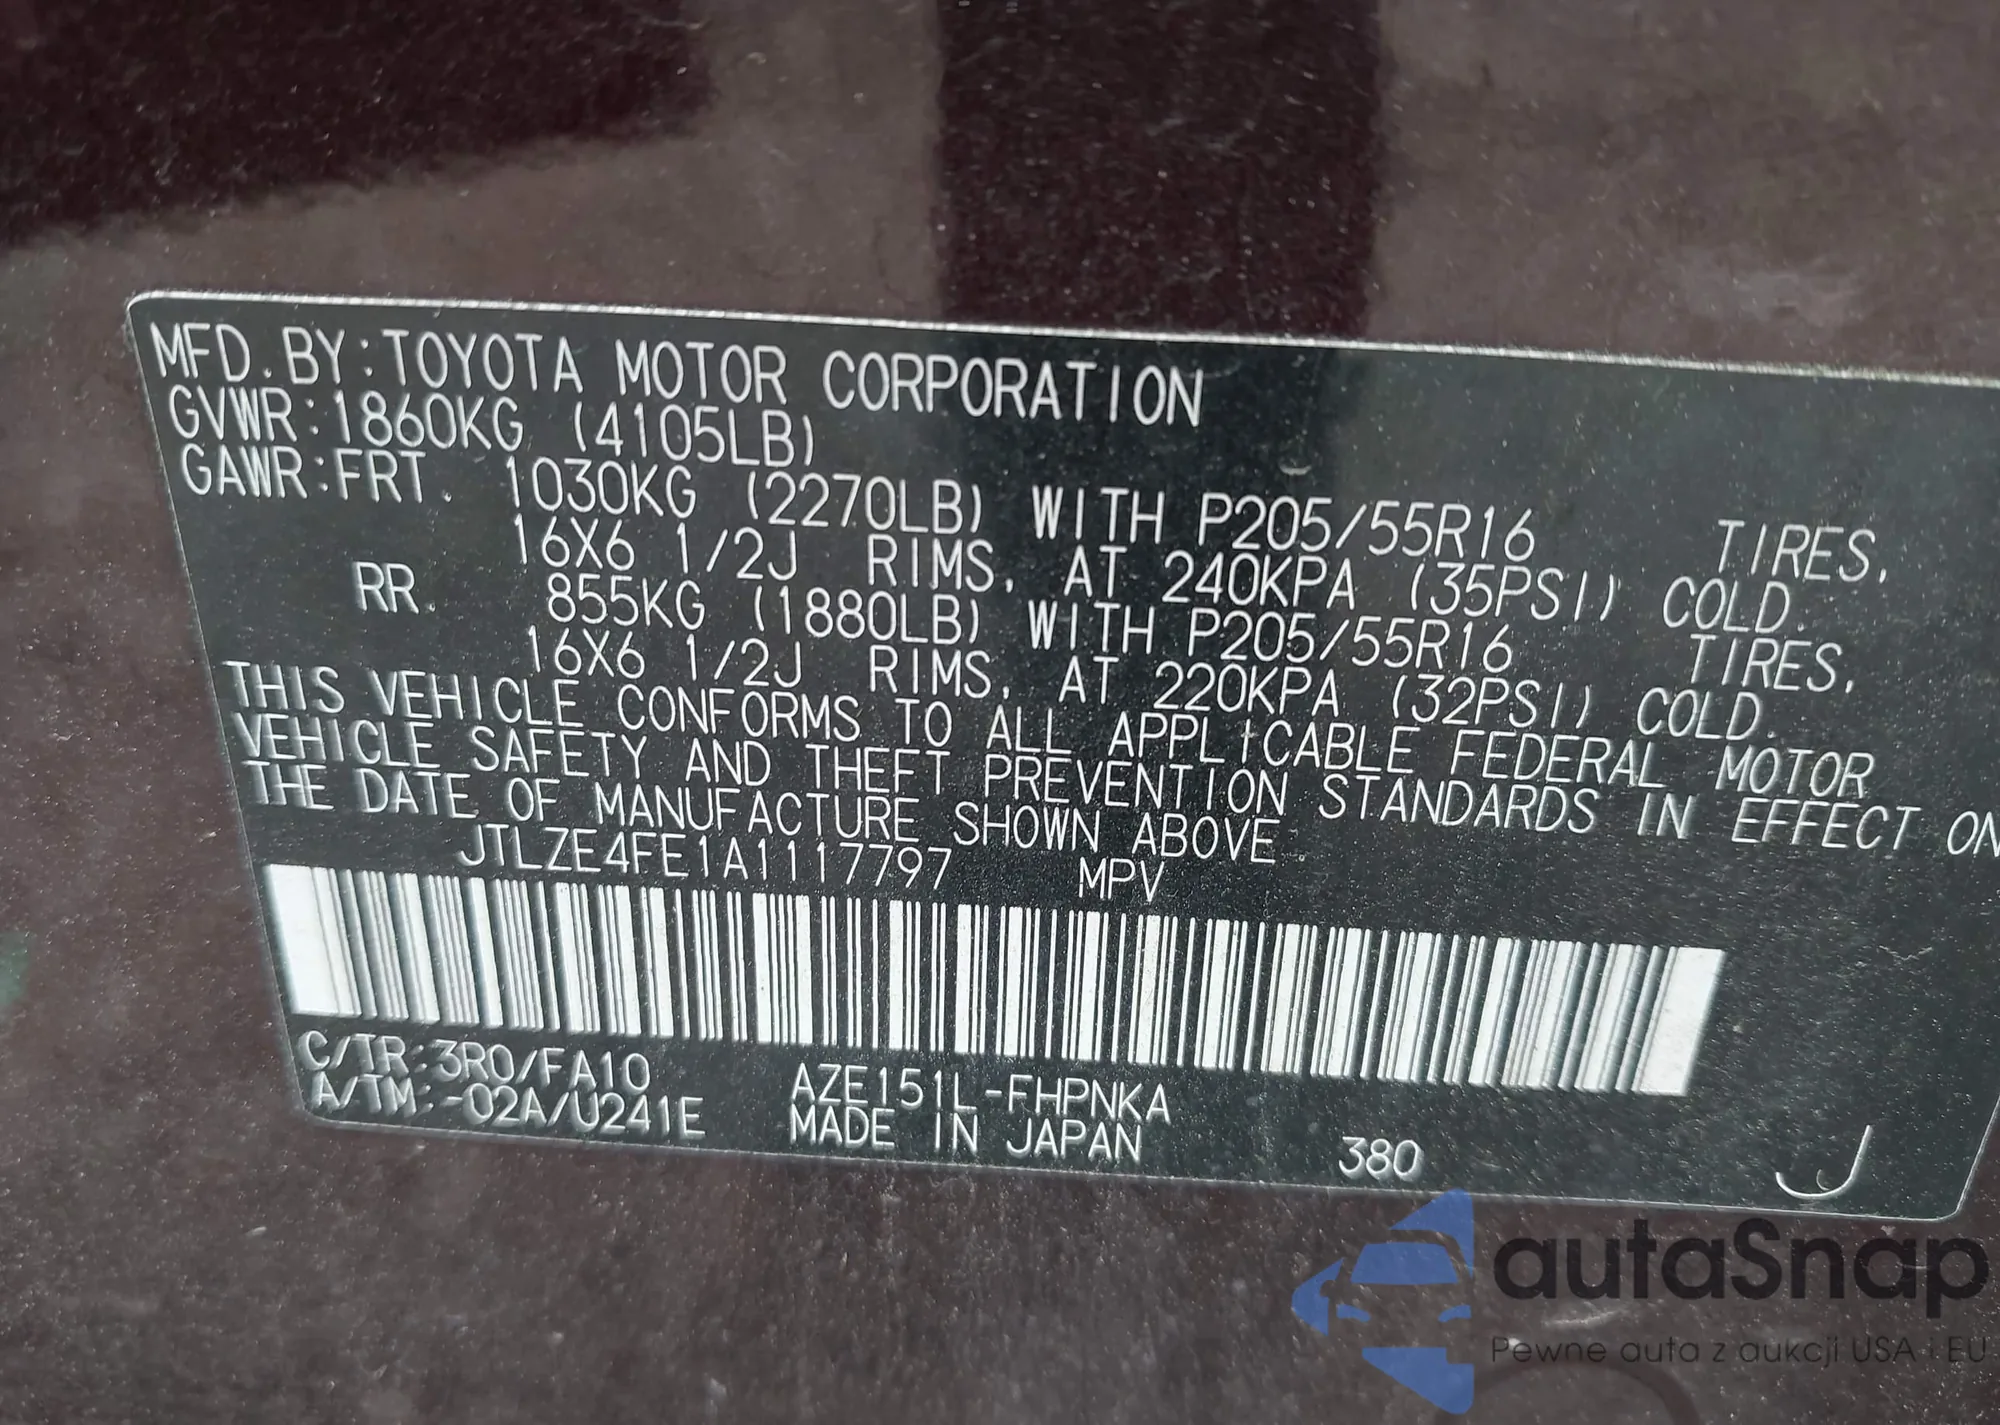 MFD.BY:TOYOTA MOTOR CORPORATION
GVWR:1860KG (4105LB)
GAWR:FRT. 1030KG (2270LB) WITH P205/55R16 TIRES,
16X6 1/2J RIMS, AT 240KPA (35PSI) COLD.
RR. 855KG (1880LB) WITH P205/55R16 TIRES,
16X6 1/2J RIMS, AT 220KPA (32PSI) COLD.
THIS VEHICLE CONFORMS TO ALL APPLICABLE FEDERAL MOTOR
VEHICLE SAFETY AND THEFT PREVENTION STANDARDS IN EFFECT ON
THE DATE OF MANUFACTURE SHOWN ABOVE.
JTLZE4FE1A1117797 MPV
C/TR:3R0/FA10 AZE151L-FHPNKA
A/TM:-02A/U241E MADE IN JAPAN 380 J
autaSnap
Pewne auta z aukcji USA i EU